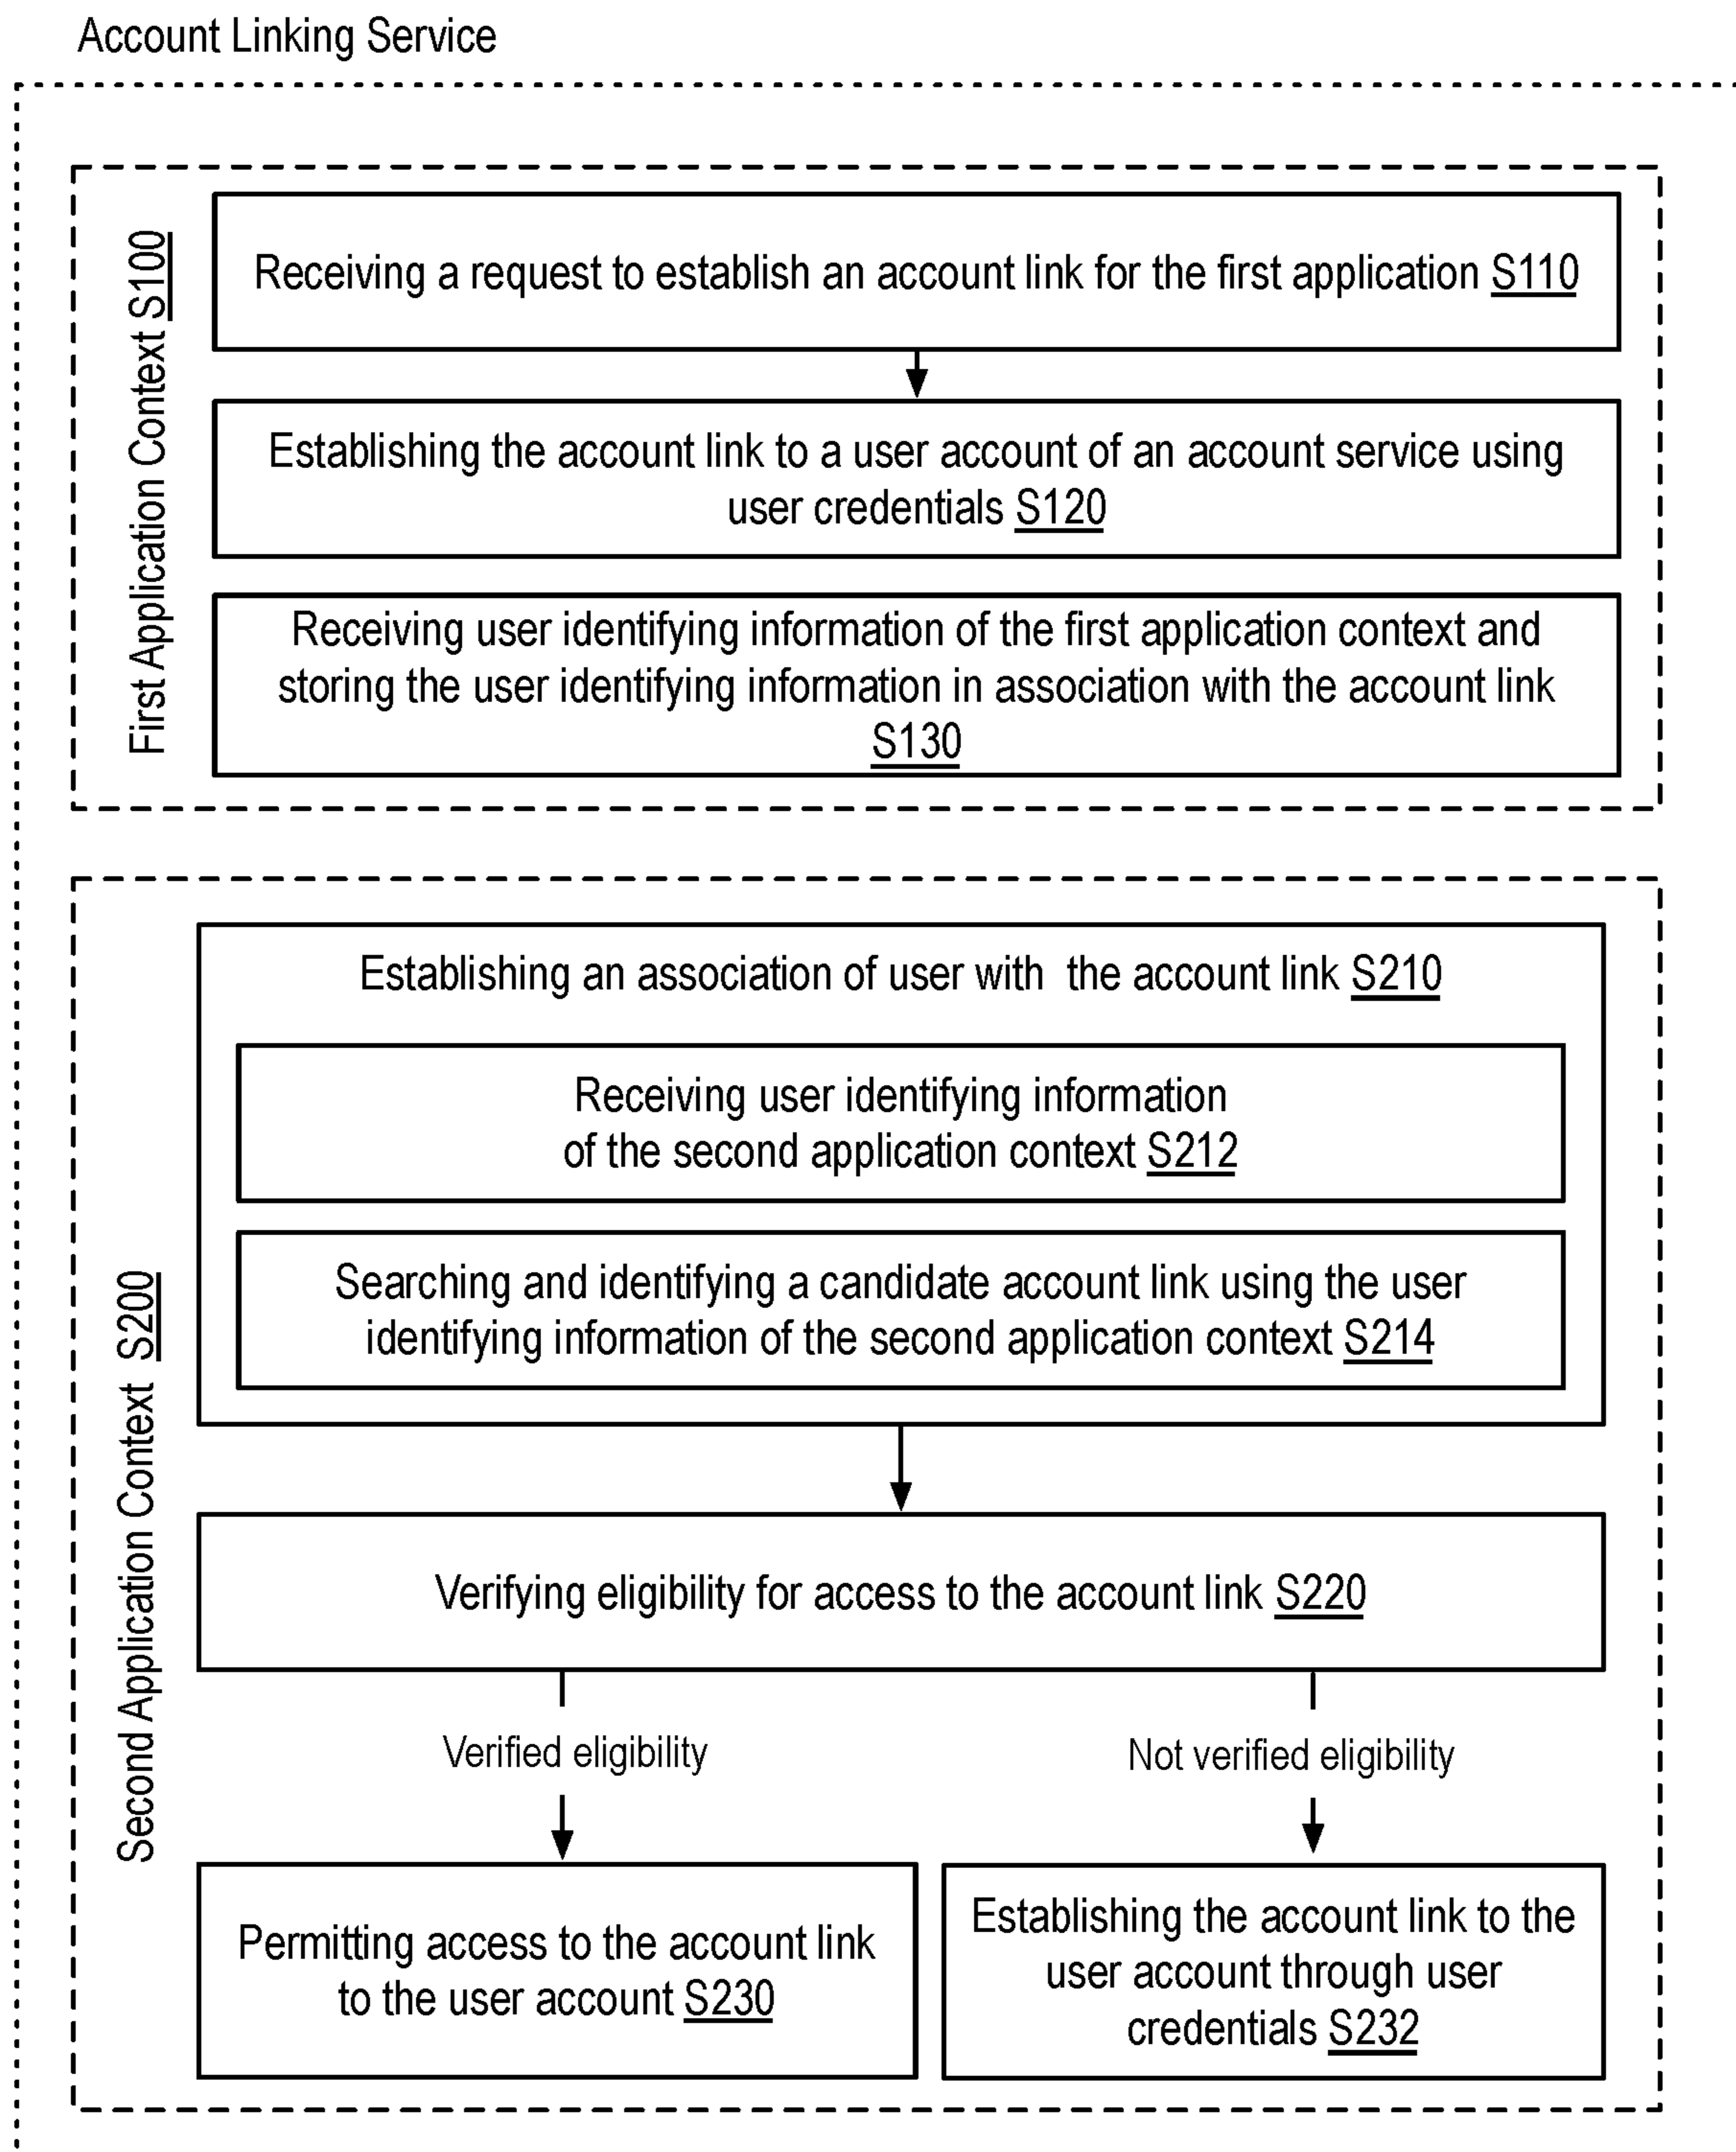 Account Linking Service
First Application Context S100
Receiving a request to establish an account link for the first application S110
Establishing the account link to a user account of an account service using
user credentials S120
Receiving user identifying information of the first application context and
storing the user identifying information in association with the account link
S130
Second Application Context S200
Establishing an association of user with the account link S210
Receiving user identifying information
of the second application context S212
Searching and identifying a candidate account link using the user
identifying information of the second application context S214
Verifying eligibility for access to the account link S220
Verified eligibility
Not verified eligibility
Permitting access to the account link
to the user account S230
Establishing the account link to the
user account through user
credentials S232